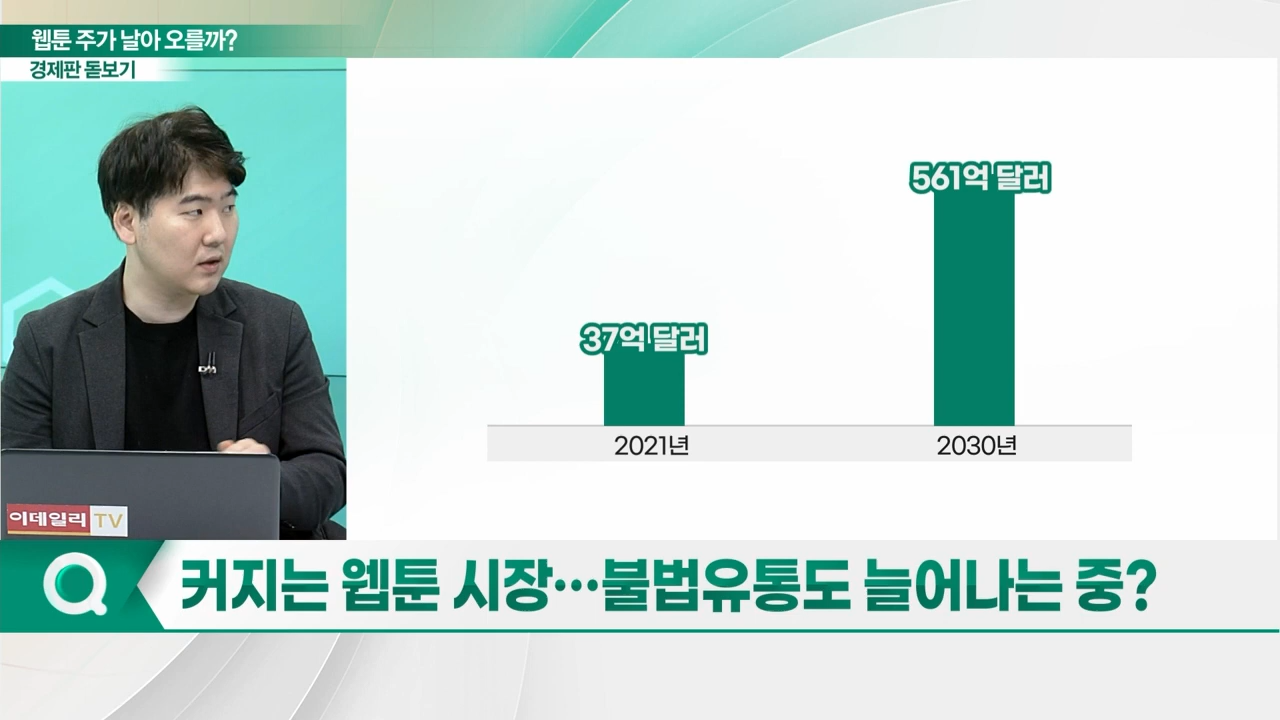 웹툰 주가 날아 오를까?
경제판 돋보기
561억 달러
37억 달러
2021년
2030년
이데일리 TV
커지는 웹툰 시장…불법유통도 늘어나는 중?